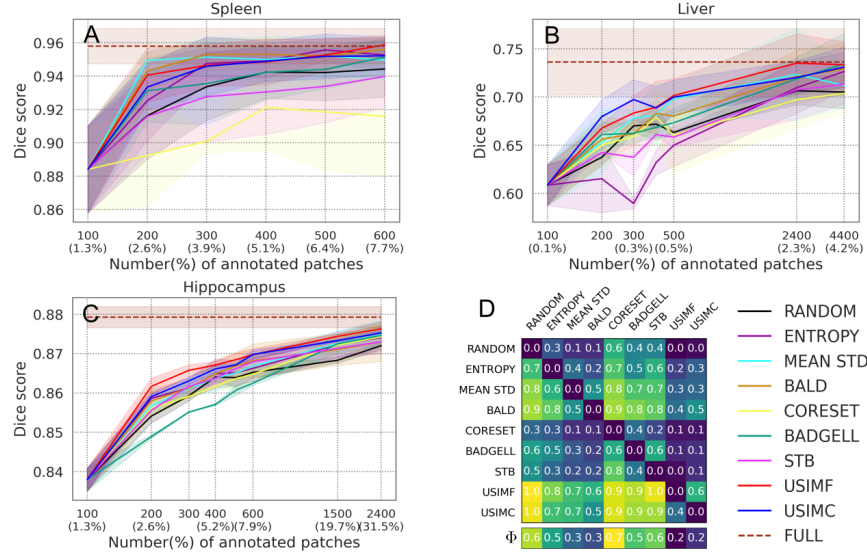 Spleen
A
Dice score
0.96
0.94
0.92
0.90
0.88
0.86
100 200 300 400 500 600
(1.3%) (2.6%) (3.9%) (5.1%) (6.4%) (7.7%)
Number(%) of annotated patches
Liver
B
Dice score
0.75
0.70
0.65
0.60
100 200 300 500 2400 4400
(0.1%) (0.3%) (0.5%) (2.3%) (4.2%)
Number(%) of annotated patches
Hippocampus
C
Dice score
0.88
0.87
0.86
0.85
0.84
100 200 300 400 600 1500 2400
(1.3%) (2.6%) (5.2%)(7.9%) (19.7%)(31.5%)
Number(%) of annotated patches
D
RANDOM ENTROPY MEAN STD BALD CORESET BADGELL STB USIMF USIMC
RANDOM 0.0 0.3 0.1 0.1 0.6 0.4 0.4 0.0 0.0
ENTROPY 0.7 0.0 0.4 0.2 0.7 0.5 0.6 0.2 0.3
MEAN STD 0.9 0.6 0.0 0.5 0.8 0.7 0.7 0.3 0.3
BALD 0.9 0.8 0.5 0.0 0.9 0.8 0.8 0.4 0.5
CORESET 0.3 0.3 0.1 0.1 0.0 0.4 0.2 0.1 0.1
BADGELL 0.6 0.5 0.3 0.2 0.6 0.0 0.6 0.1 0.1
STB 0.5 0.3 0.2 0.2 0.8 0.4 0.0 0.0 0.1
USIMF 1.0 0.8 0.7 0.6 0.9 0.9 1.0 0.0 0.6
USIMC 1.0 0.7 0.7 0.5 0.9 0.9 0.9 0.4 0.0
Φ 0.6 0.5 0.3 0.3 0.7 0.5 0.6 0.2 0.2
RANDOM
ENTROPY
MEAN STD
BALD
CORESET
BADGELL
STB
USIMF
USIMC
FULL